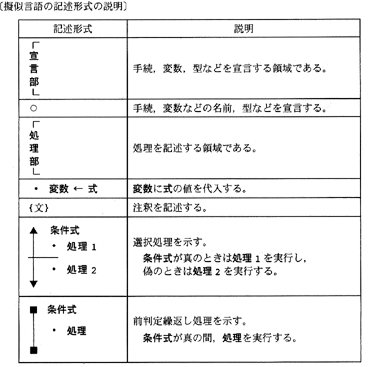 〔擬似言語の記述形式の説明〕
記述形式 説明
宣言部 手続，変数，型などを宣言する領域である。
○ 手続，変数などの名前，型などを宣言する。
処理部 処理を記述する領域である。
・ 変数 ← 式 変数に式の値を代入する。
{文} 注釈を記述する。
条件式
・ 処理 1
・ 処理 2
選択処理を示す。
条件式が真のときは処理 1 を実行し，
偽のときは処理 2 を実行する。
条件式
・ 処理
前判定繰返し処理を示す。
条件式が真の間，処理を実行する。